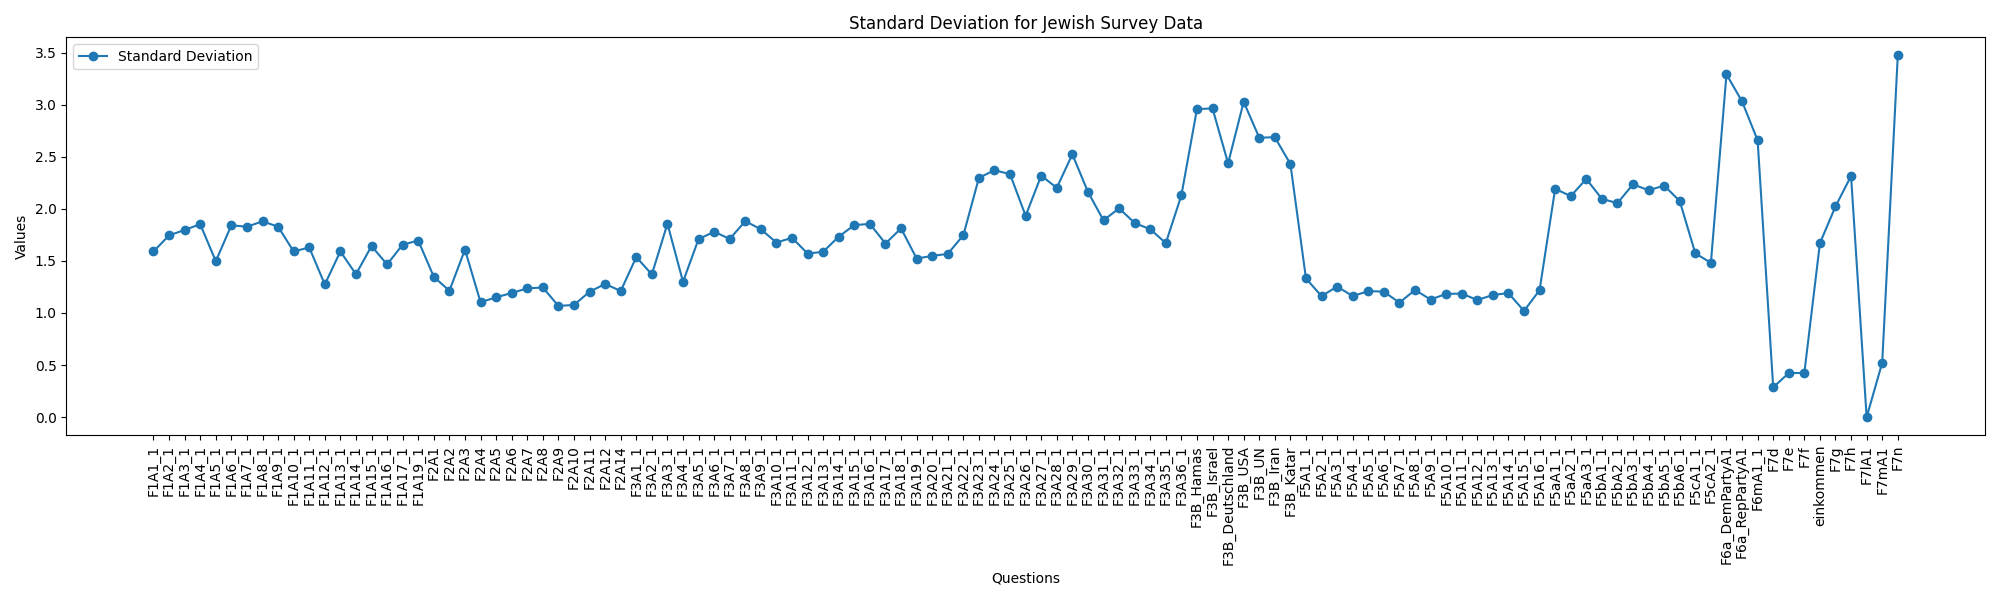 Standard Deviation for Jewish Survey Data
Standard Deviation
Values
3.5
3.0
2.5
2.0
1.5
1.0
0.5
0.0
F1A1_1
F1A2_1
F1A3_1
F1A4_1
F1A5_1
F1A6_1
F1A7_1
F1A8_1
F1A9_1
F1A10_1
F1A11_1
F1A12_1
F1A13_1
F1A14_1
F1A15_1
F1A16_1
F1A17_1
F1A19_1
F2A1
F2A2
F2A3
F2A4
F2A5
F2A6
F2A7
F2A8
F2A9
F2A10
F2A11
F2A12
F2A14
F3A1_1
F3A2_1
F3A3_1
F3A4_1
F3A5_1
F3A6_1
F3A7_1
F3A8_1
F3A9_1
F3A10_1
F3A11_1
F3A12_1
F3A13_1
F3A14_1
F3A15_1
F3A16_1
F3A17_1
F3A18_1
F3A19_1
F3A20_1
F3A21_1
F3A22_1
F3A23_1
F3A24_1
F3A25_1
F3A26_1
F3A27_1
F3A28_1
F3A29_1
F3A30_1
F3A31_1
F3A32_1
F3A33_1
F3A34_1
F3A35_1
F3A36_1
F3B_Hamas
F3B_Israel
F3B_Deutschland
F3B_USA
F3B_UN
F3B_Iran
F3B_Katar
F5A1_1
F5A2_1
F5A3_1
F5A4_1
F5A5_1
F5A6_1
F5A7_1
F5A8_1
F5A9_1
F5A10_1
F5A11_1
F5A12_1
F5A13_1
F5A14_1
F5A15_1
F5A16_1
F5aA1_1
F5aA2_1
F5aA3_1
F5bA1_1
F5bA2_1
F5bA3_1
F5bA4_1
F5bA5_1
F5bA6_1
F5cA1_1
F5cA2_1
F6a_DemPartyA1
F6a_RepPartyA1
F6mA1_1
F7d
F7e
F7f
einkommen
F7g
F7h
F7lA1
F7mA1
F7n
Questions